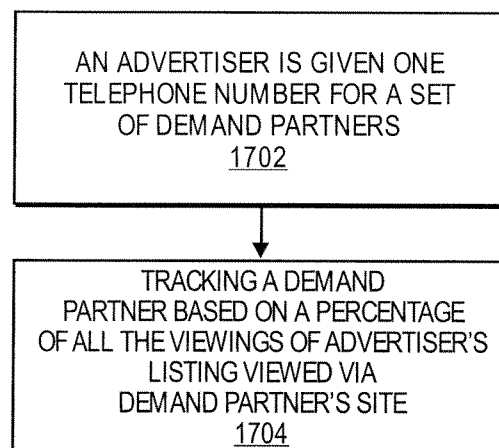 AN ADVERTISER IS GIVEN ONE
TELEPHONE NUMBER FOR A SET
OF DEMAND PARTNERS
1702
TRACKING A DEMAND
PARTNER BASED ON A PERCENTAGE
OF ALL THE VIEWINGS OF ADVERTISER'S
LISTING VIEWED VIA
DEMAND PARTNER'S SITE
1704